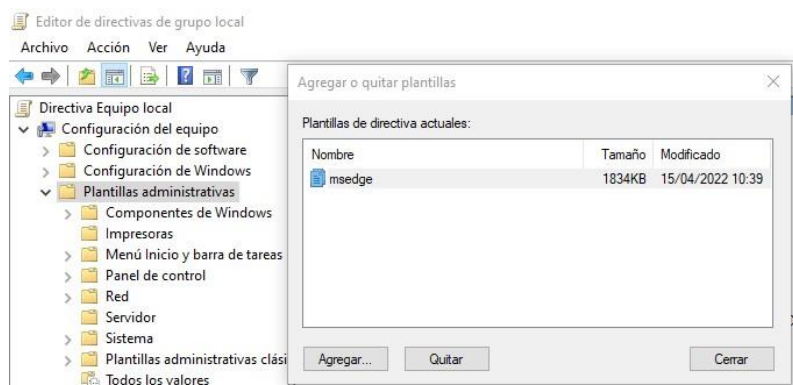 Editor de directivas de grupo local
Archivo Acción Ver Ayuda
Agregar o quitar plantillas
Directiva Equipo local
Configuración del equipo
Configuración de software
Configuración de Windows
Plantillas administrativas
Componentes de Windows
Impresoras
Menú Inicio y barra de tareas
Panel de control
Red
Servidor
Sistema
Plantillas administrativas clási
Todos los valores
Plantillas de directiva actuales:
Nombre Tamaño Modificado
msedge 1834KB 15/04/2022 10:39
Agregar... Quitar Cerrar